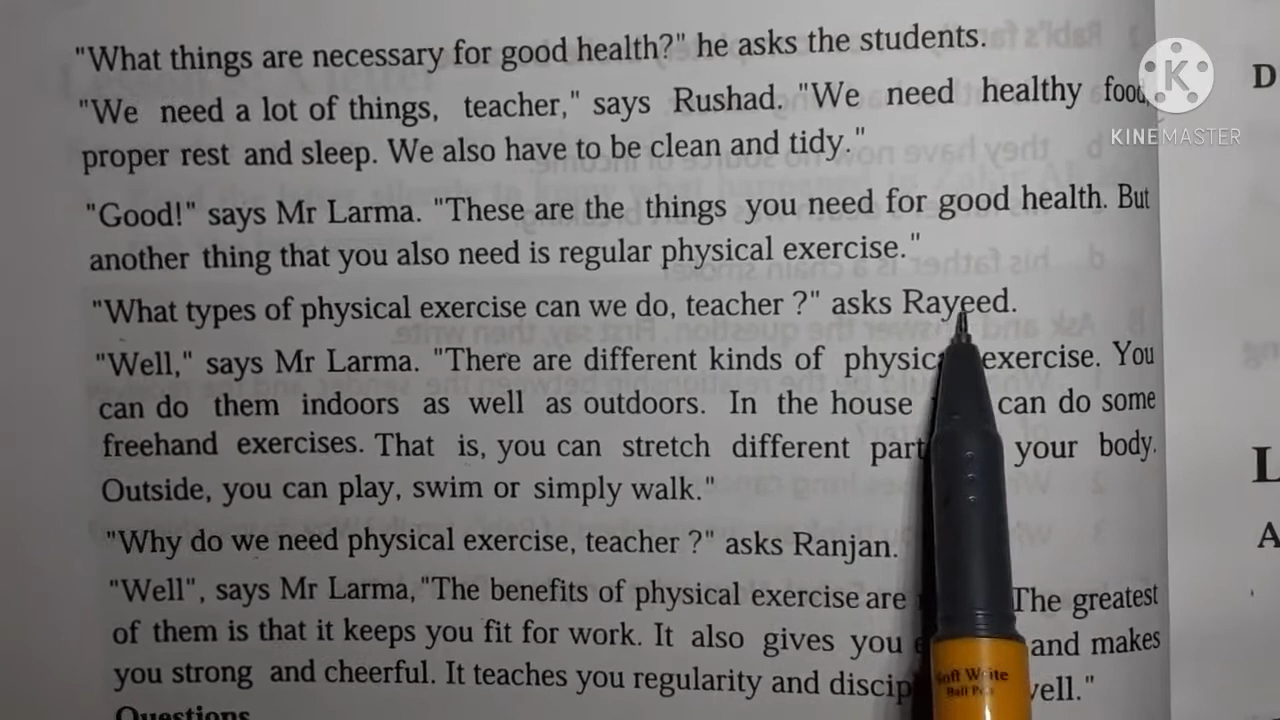 "What things are necessary for good health?" he asks the students.
"We need a lot of things, teacher," says Rushad. "We need healthy food,
proper rest and sleep. We also have to be clean and tidy."
"Good!" says Mr Larma. "These are the things you need for good health. But
another thing that you also need is regular physical exercise."
"What types of physical exercise can we do, teacher ?" asks Rayeed.
"Well," says Mr Larma. "There are different kinds of physica exercise. You
can do them indoors as well as outdoors. In the house can do some
freehand exercises. That is, you can stretch different part your body.
Outside, you can play, swim or simply walk."
"Why do we need physical exercise, teacher ?" asks Ranjan.
"Well", says Mr Larma, "The benefits of physical exercise are The greatest
of them is that it keeps you fit for work. It also gives you and makes
you strong and cheerful. It teaches you regularity and discip vell."
Questions
K
KINEMASTER
D
L
A
Soft Write
Ball Pen